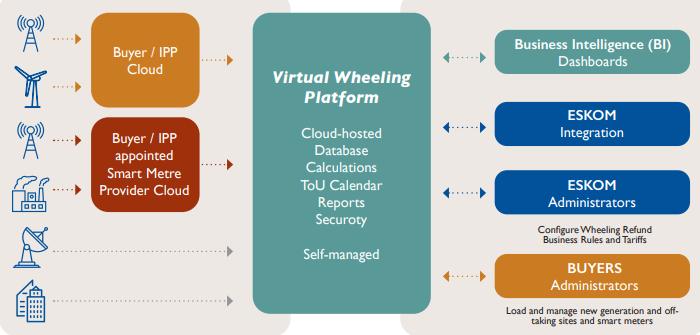 Buyer / IPP
Cloud
Buyer / IPP
appointed
Smart Metre
Provider Cloud
Virtual Wheeling
Platform
Cloud-hosted
Database
Calculations
ToU Calendar
Reports
Securoty
Self-managed
Business Intelligence (BI)
Dashboards
ESKOM
Integration
ESKOM
Administrators
Configure Wheeling Refund
Business Rules and Tariffs
BUYERS
Administrators
Load and manage new generation and off-
taking sites and smart meters